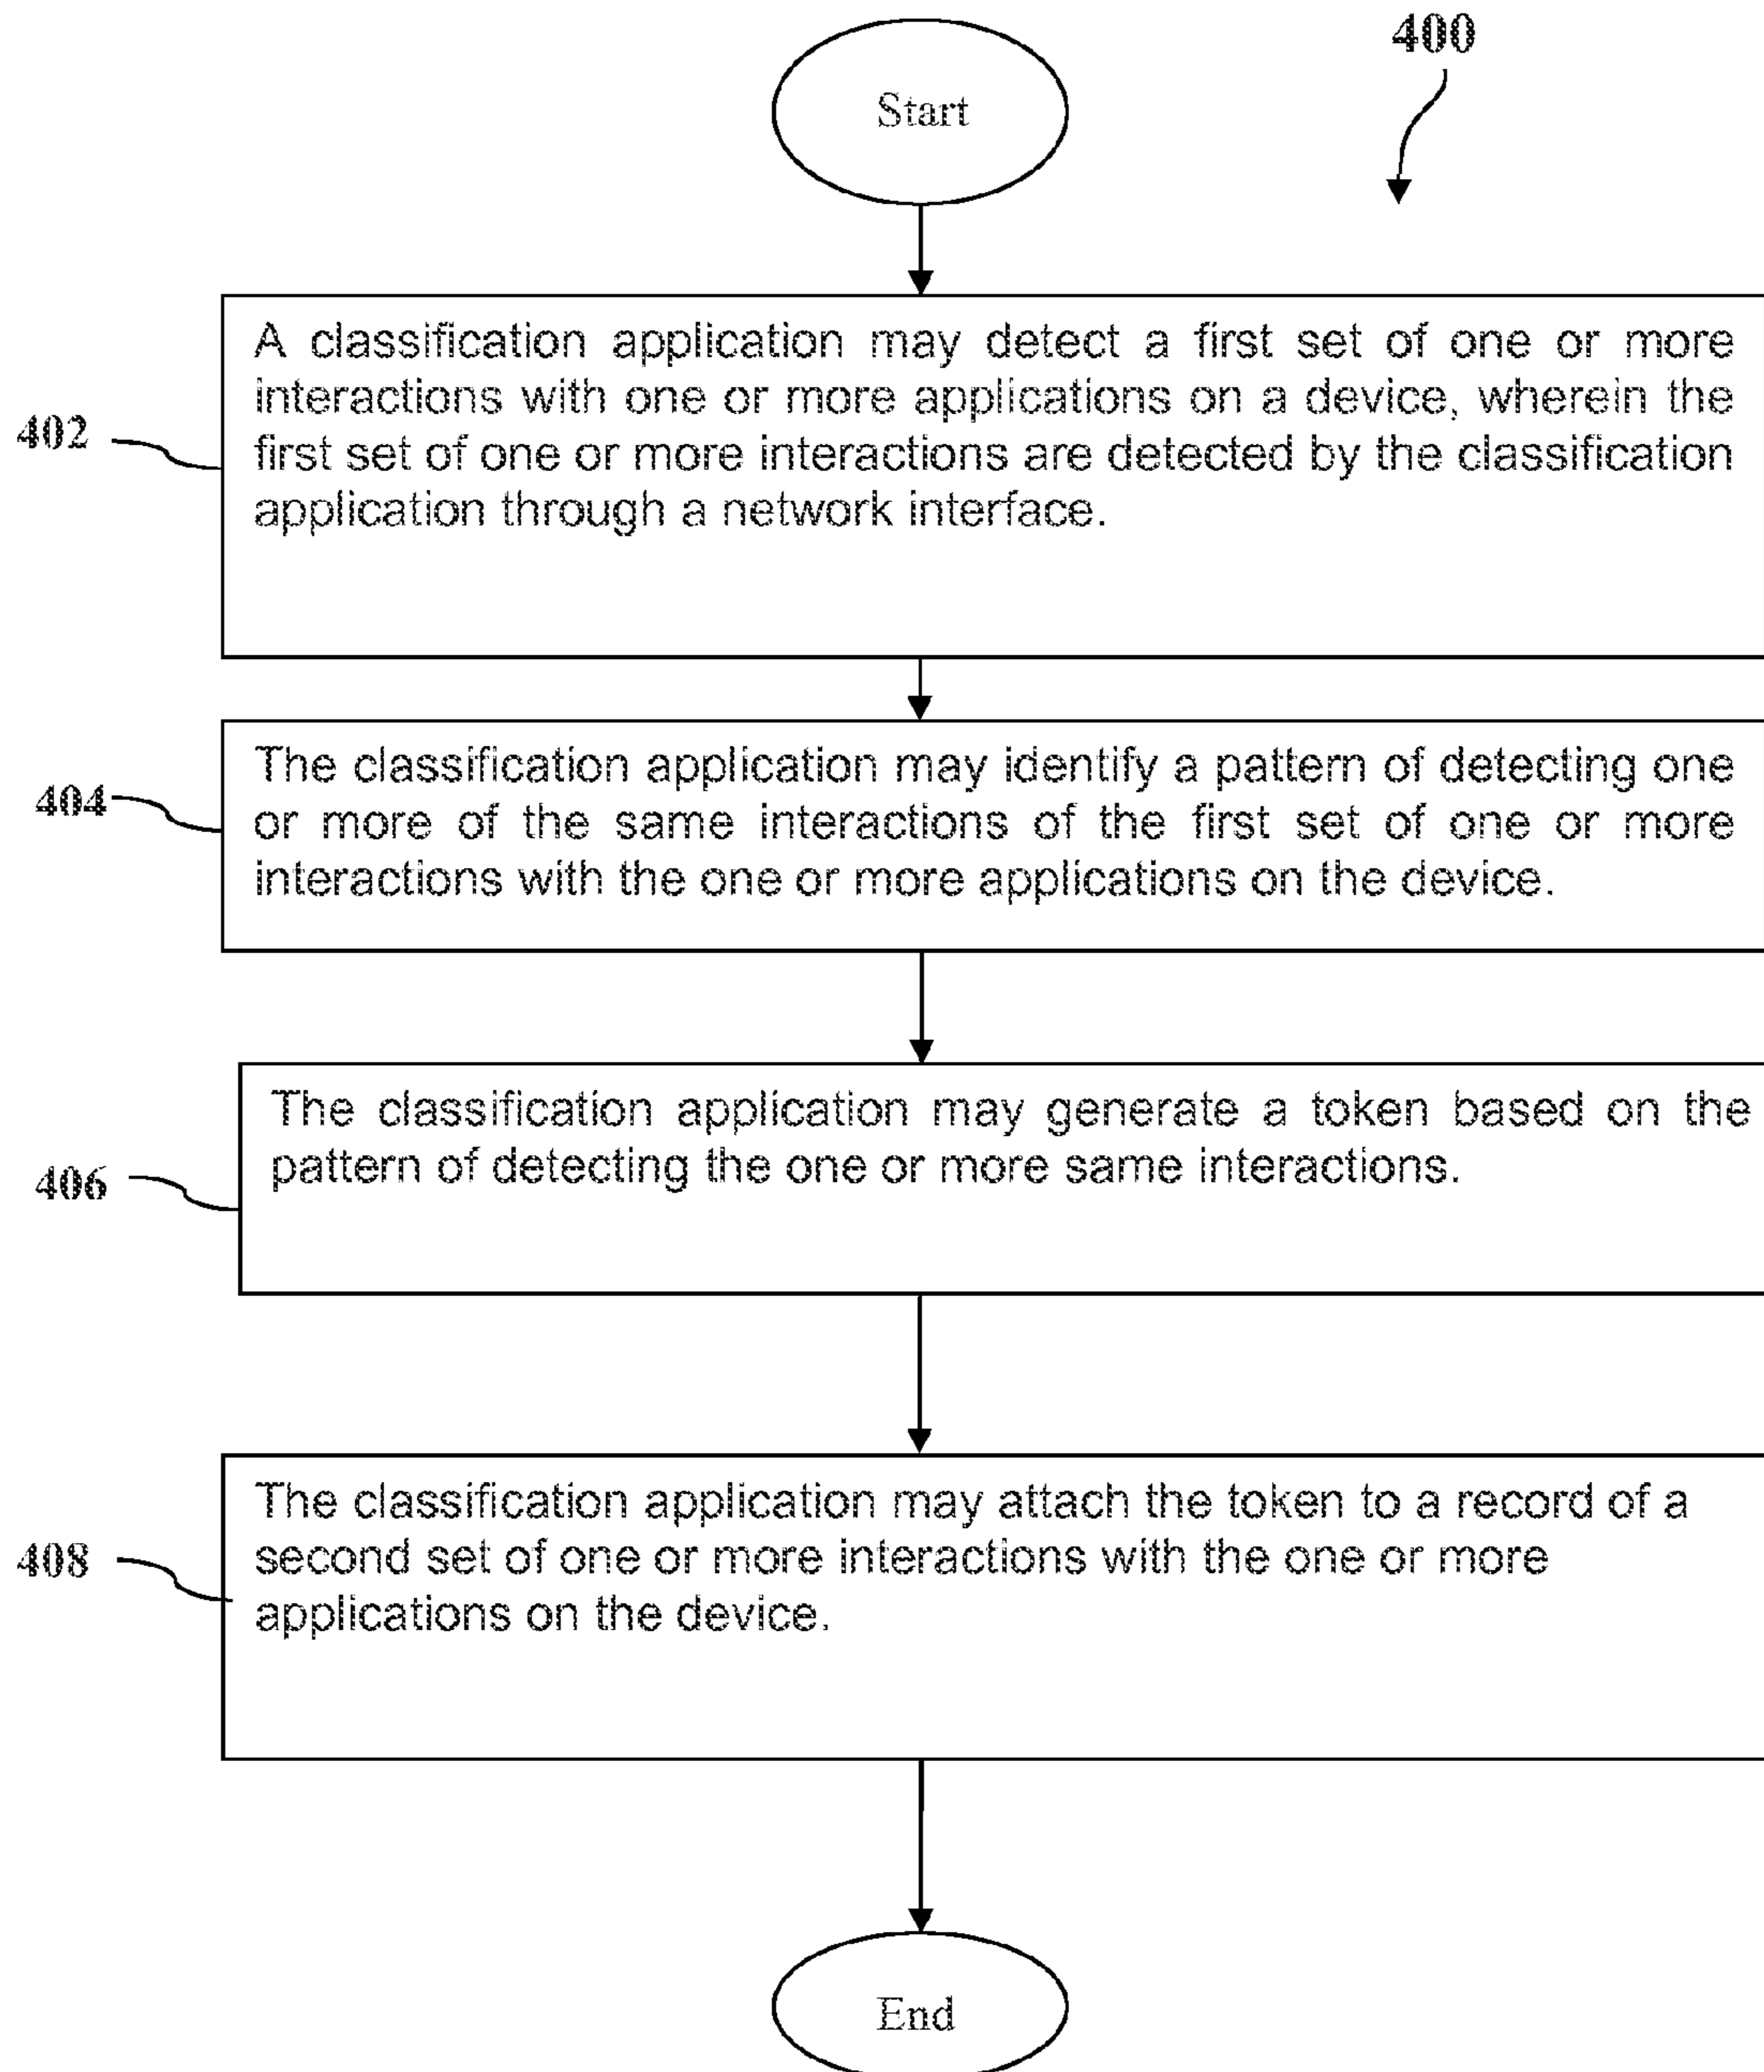 400
Start
402
A classification application may detect a first set of one or more
interactions with one or more applications on a device, wherein the
first set of one or more interactions are detected by the classification
application through a network interface.
404
The classification application may identify a pattern of detecting one
or more of the same interactions of the first set of one or more
interactions with the one or more applications on the device.
406
The classification application may generate a token based on the
pattern of detecting the one or more same interactions.
408
The classification application may attach the token to a record of a
second set of one or more interactions with the one or more
applications on the device.
End